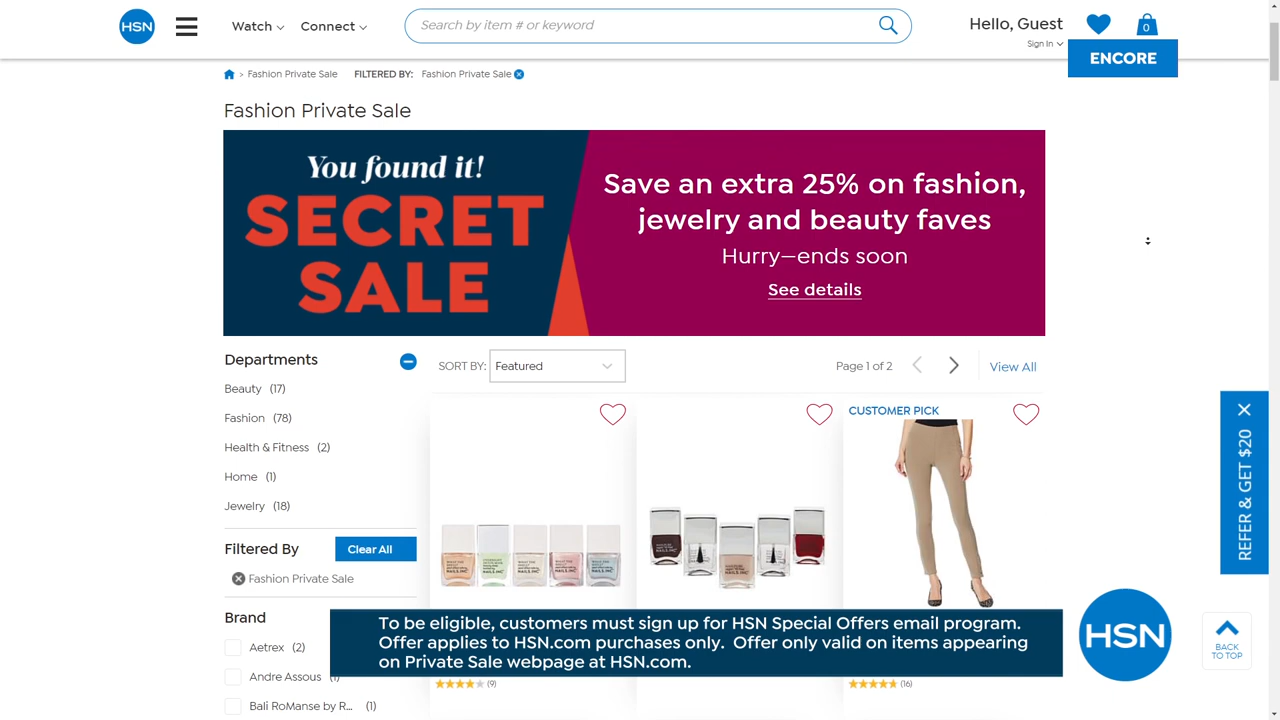 HSN
Watch
Connect
Search by item # or keyword
Hello, Guest
Sign In
0
ENCORE
> Fashion Private Sale
FILTERED BY:
Fashion Private Sale
Fashion Private Sale
You found it!
SECRET
SALE
Save an extra 25% on fashion,
jewelry and beauty faves
Hurry—ends soon
See details
Departments
Beauty (17)
Fashion (78)
Health & Fitness (2)
Home (1)
Jewelry (18)
Filtered By
Clear All
Fashion Private Sale
Brand
Aetrex (2)
Andre Assous (1)
Bali RoManse by R... (1)
SORT BY:
Featured
Page 1 of 2
View All
CUSTOMER PICK
REFER & GET $20
To be eligible, customers must sign up for HSN Special Offers email program.
Offer applies to HSN.com purchases only. Offer only valid on items appearing
on Private Sale webpage at HSN.com.
(9)
(16)
HSN
BACK
TO TOP